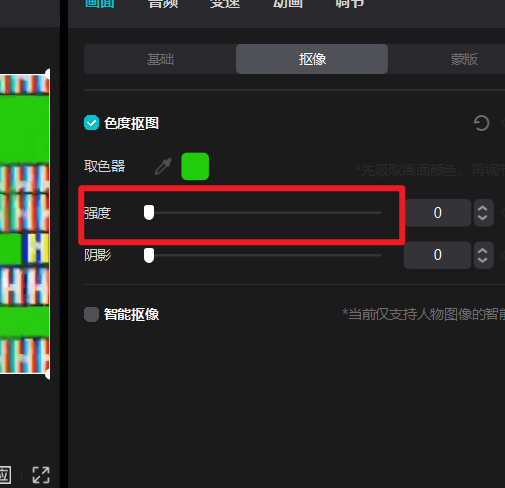 画面 音频 变速 动画 调节
基础 抠像 蒙版
色度抠图
取色器
*先吸取画面颜色，再调节
强度 0
阴影 0
智能抠像 *当前仅支持人物图像的智能